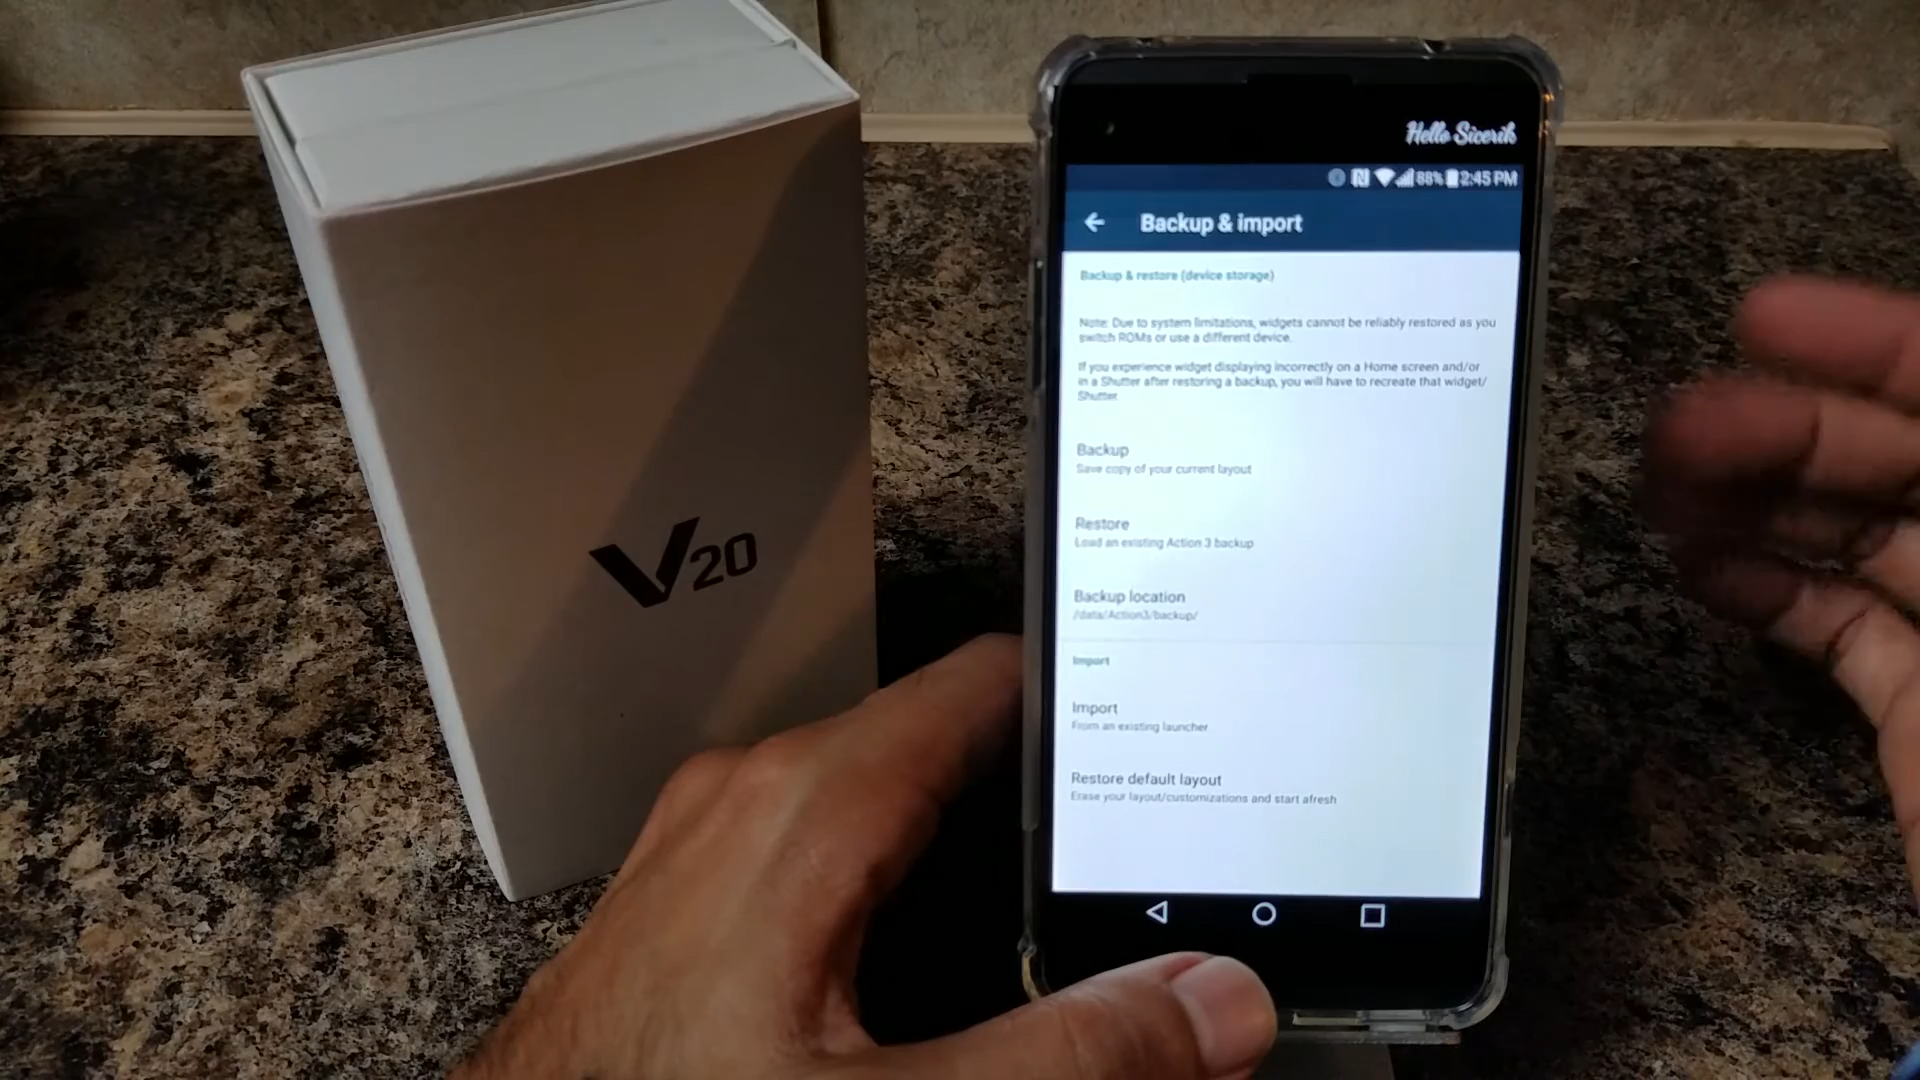 V20
Hello Sicerik
88% 2:45 PM
Backup & import
Backup & restore (device storage)
Note: Due to system limitations, widgets cannot be reliably restored as you
switch ROMs or use a different device.
If you experience widget displaying incorrectly on a Home screen and/or
in a Shutter after restoring a backup, you will have to recreate that widget/
Shutter.
Backup
Save copy of your current layout
Restore
Load an existing Action 3 backup
Backup location
/data/Action3/backup/
Import
Import
From an existing launcher
Restore default layout
Erase your layout/customizations and start afresh